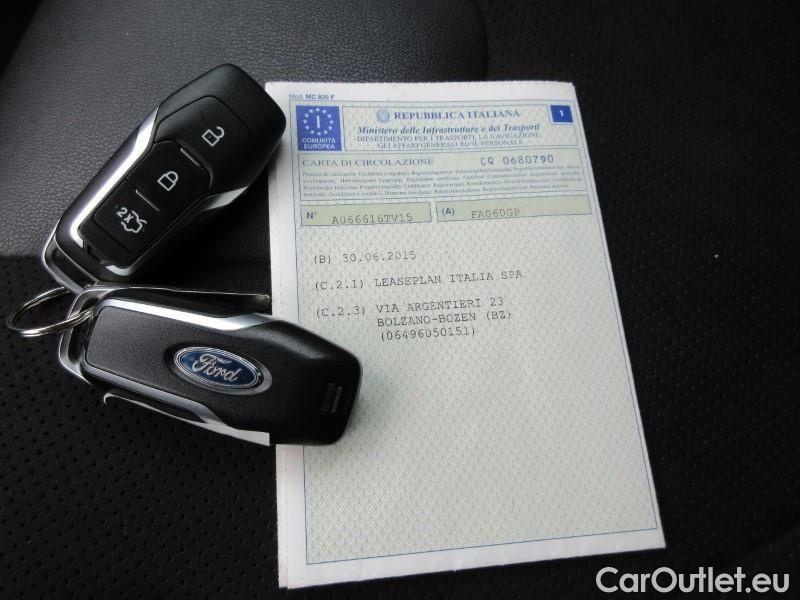 Mod. MC 820 F
REPUBBLICA ITALIANA
1
Ministero delle Infrastrutture e dei Trasporti
DIPARTIMENTO PER I TRASPORTI, LA NAVIGAZIONE,
GLI AFFARI GENERALI ED IL PERSONALE
I
COMUNITÀ
EUROPEA
CARTA DI CIRCOLAZIONE CQ 0680790
N° A066616TV15 (A) FA060GP
(B) 30.06.2015
(C.2.1) LEASEPLAN ITALIA SPA
(C.2.3) VIA ARGENTIERI 23
BOLZANO-BOZEN (BZ)
(06496050151)
2x
Ford
CarOutlet.eu